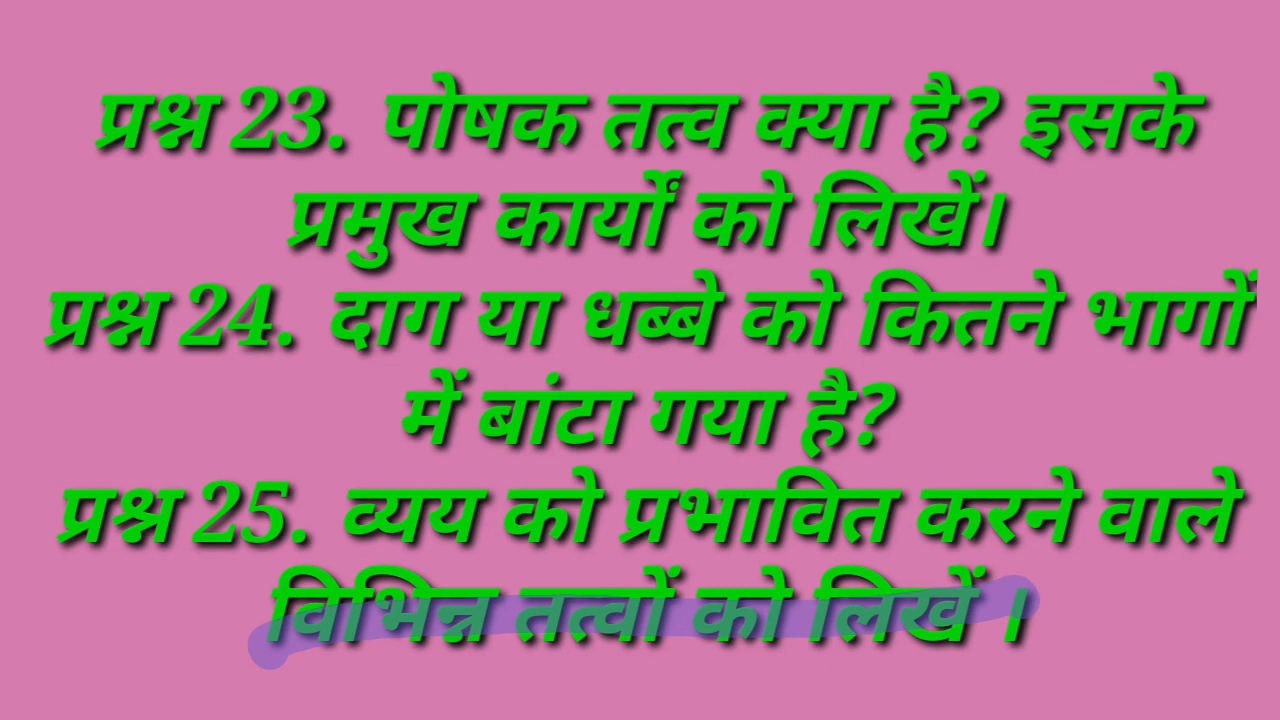 प्रश्न 23. पोषक तत्व क्या है? इसके
प्रमुख कार्यों को लिखें।
प्रश्न 24. दाग या धब्बे को कितने भागों
में बांटा गया है?
प्रश्न 25. व्यय को प्रभावित करने वाले
विभिन्न तत्वों को लिखें ।